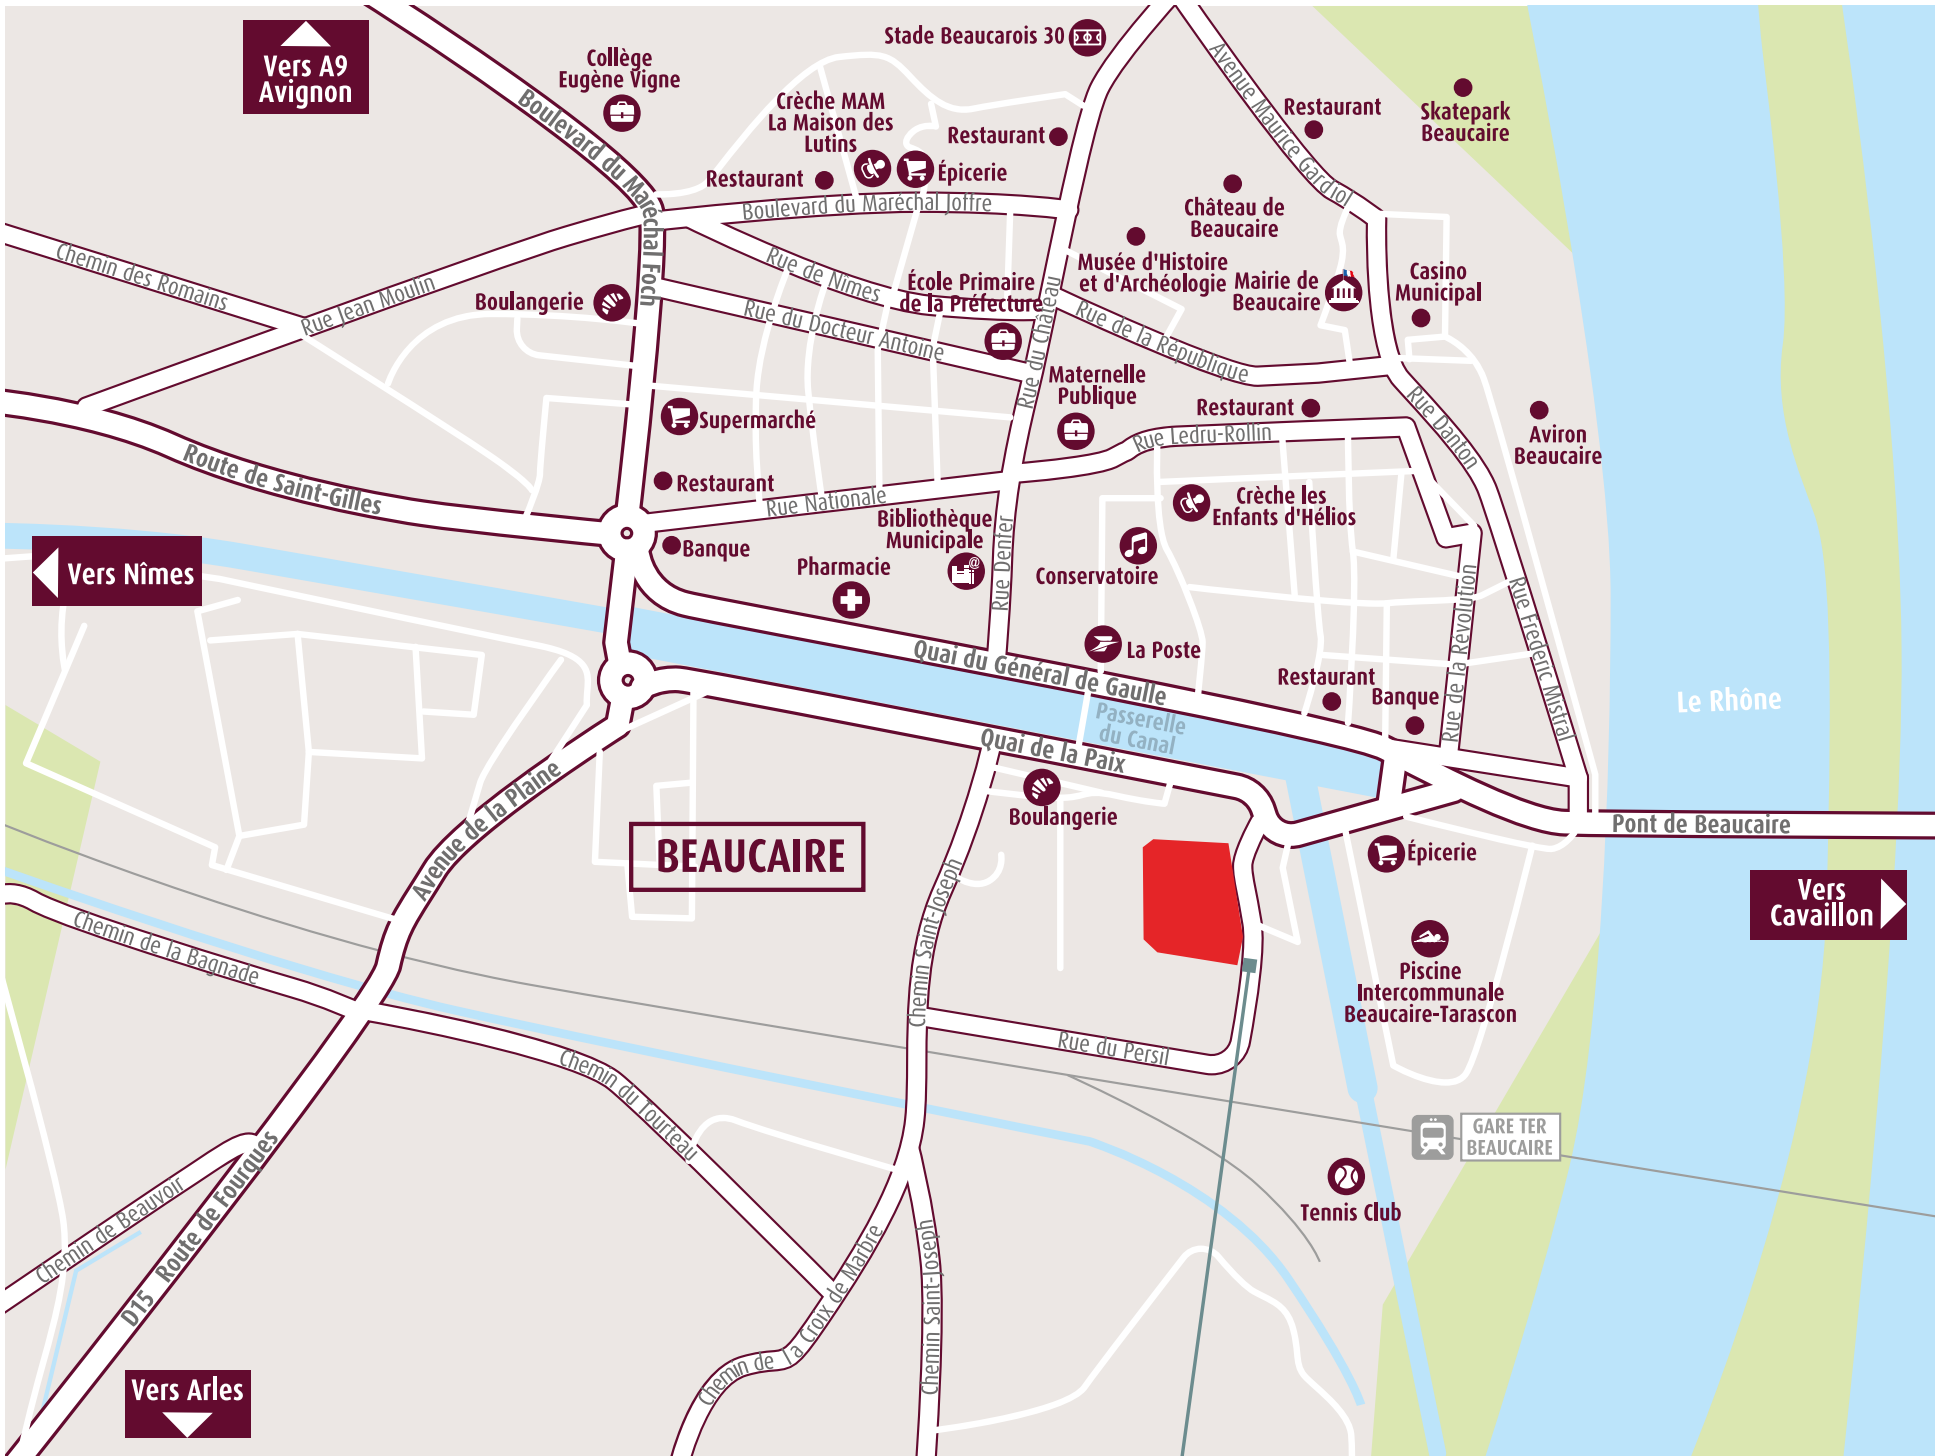 Vers A9
Avignon
Collège
Eugène Vigne
Stade Beaucarois 30
Crèche MAM
La Maison des
Lutins
Restaurant
Restaurant
Épicerie
Boulevard du Maréchal Foch
Boulevard du Maréchal Joffre
Avenue Maurice Gardiol
Restaurant
Skatepark
Beaucaire
Château de
Beaucaire
Musée d'Histoire
et d'Archéologie
Mairie de
Beaucaire
Casino
Municipal
Chemin des Romains
Rue Jean Moulin
Boulangerie
Rue de Nîmes
École Primaire
de la Préfecture
Rue du Docteur Antoine
Rue du Château
Rue de la République
Maternelle
Publique
Restaurant
Rue Danton
Aviron
Beaucaire
Supermarché
Rue Ledru-Rollin
Route de Saint-Gilles
Restaurant
Rue Nationale
Crèche les
Enfants d'Hélios
Bibliothèque
Municipale
@
Banque
Pharmacie
Rue Denfer
Conservatoire
Vers Nîmes
Rue de la Révolution
Rue Frederic Mistral
La Poste
Quai du Général de Gaulle
Restaurant
Banque
Le Rhône
Passerelle
du Canal
Quai de la Paix
Avenue de la Plaine
Boulangerie
Pont de Beaucaire
BEAUCAIRE
Épicerie
Vers
Cavaillon
Chemin Saint-Joseph
Chemin de la Bagnade
Piscine
Intercommunale
Beaucaire-Tarascon
Rue du Persil
Chemin du Tourteau
GARE TER
BEAUCAIRE
Tennis Club
Chemin de Beauvoir
D15 Route de Fourques
Chemin de la Croix de Marbre
Chemin Saint-Joseph
Vers Arles